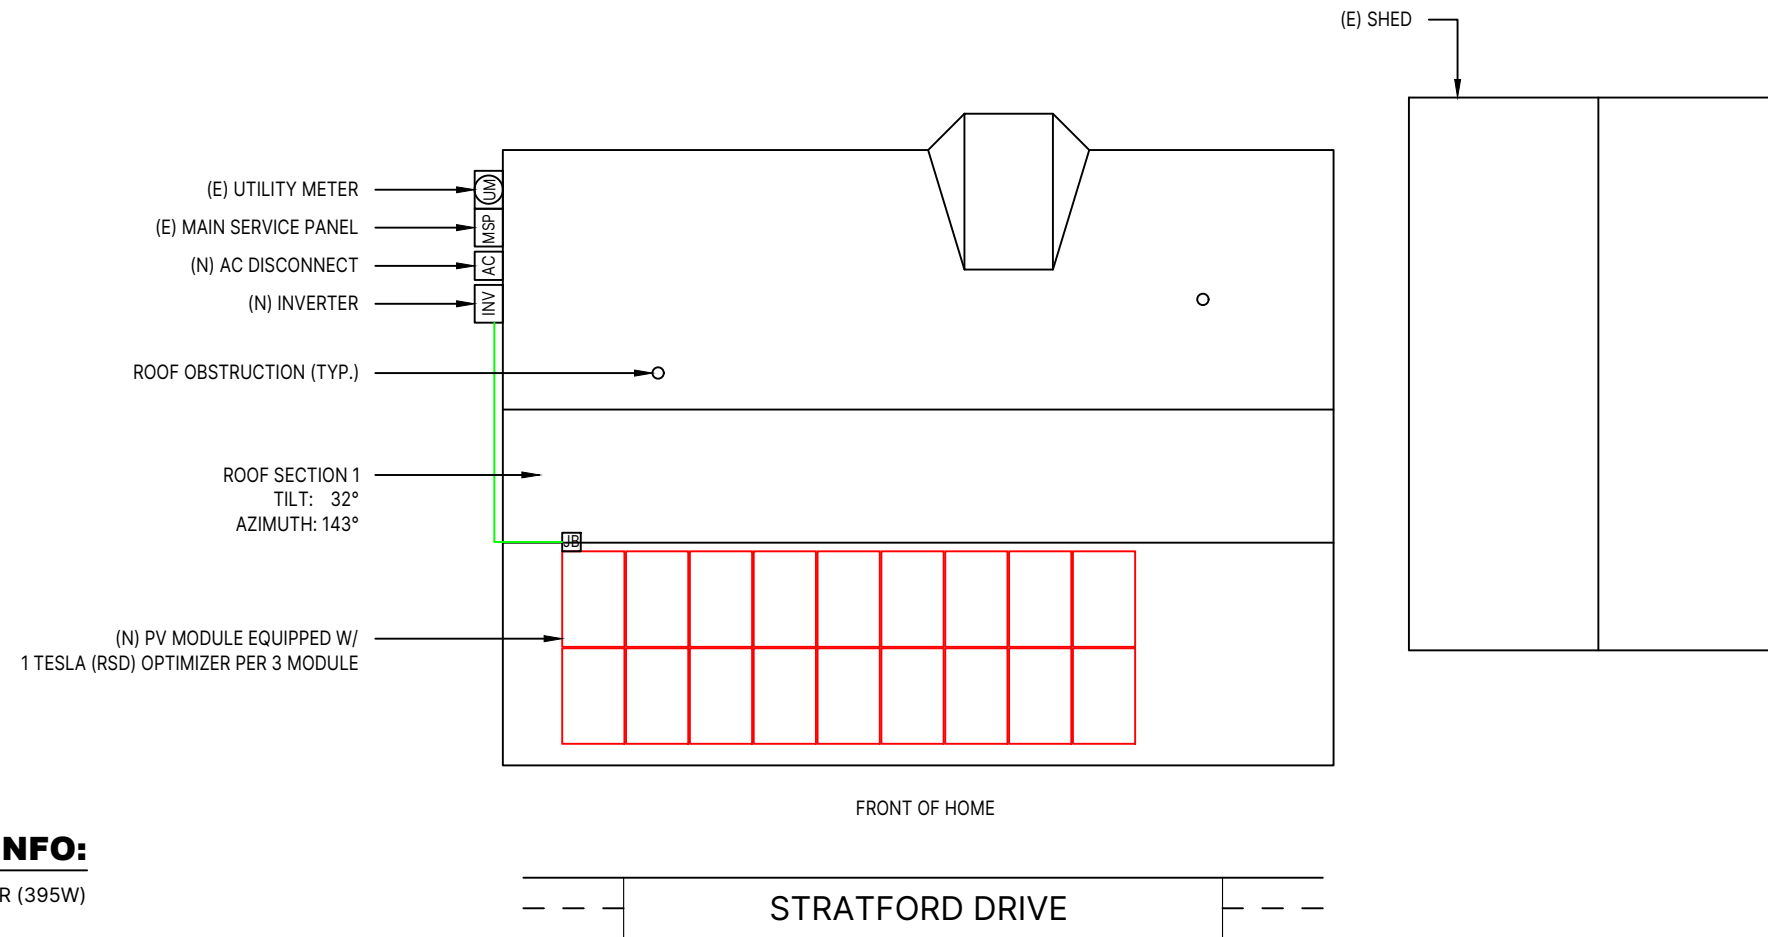 (E) SHED
(E) UTILITY METER
UM
(E) MAIN SERVICE PANEL
MSP
(N) AC DISCONNECT
AC
(N) INVERTER
INV
ROOF OBSTRUCTION (TYP.)
ROOF SECTION 1
TILT: 32°
AZIMUTH: 143°
JB
(N) PV MODULE EQUIPPED W/
1 TESLA (RSD) OPTIMIZER PER 3 MODULE
FRONT OF HOME
NFO:
R (395W)
STRATFORD DRIVE